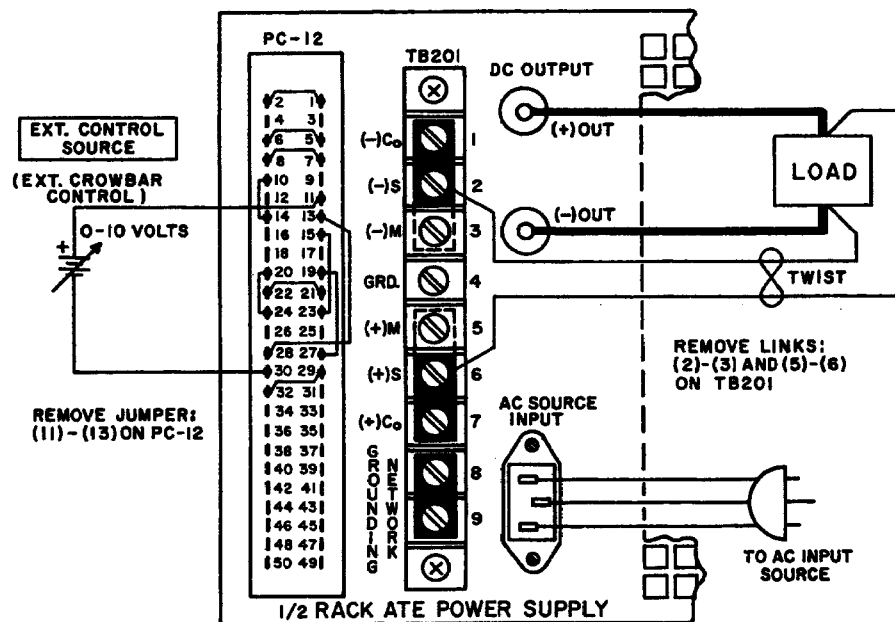 PC-12
TB201
DC OUTPUT
2 1
4 3
6 5
8 7
10 9
12 11
14 13
16 15
18 17
20 19
22 21
24 23
26 25
28 27
30 29
32 31
34 33
36 35
38 37
40 39
42 41
44 43
46 45
48 47
50 49
EXT. CONTROL
SOURCE
(EXT. CROWBAR
CONTROL)
+
0-10 VOLTS
REMOVE JUMPER:
(11)-(13) ON PC-12
(-)Co 1
(-)S 2
(-)M 3
GRD. 4
(+)M 5
(+)S 6
(+)Co 7
8
9
GROUNDING
NETWORK
(+)OUT
(-)OUT
LOAD
TWIST
REMOVE LINKS:
(2)-(3) AND (5)-(6)
ON TB201
AC SOURCE
INPUT
TO AC INPUT
SOURCE
1/2 RACK ATE POWER SUPPLY